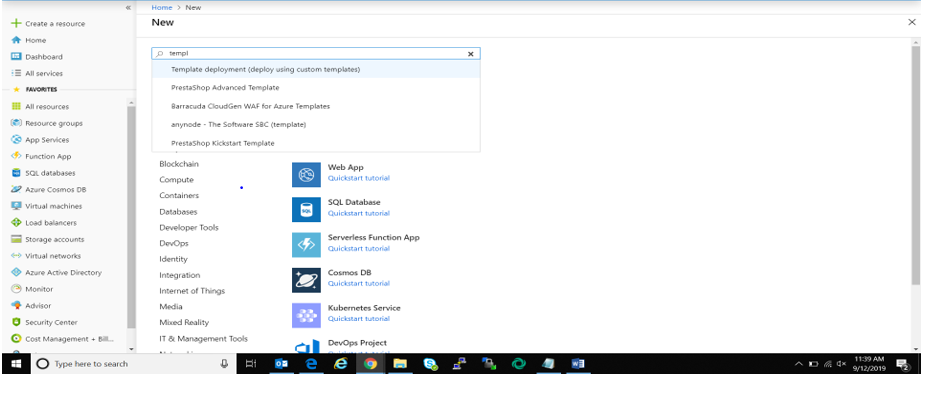 Home > New
New
Create a resource
Home
Dashboard
All services
FAVORITES
All resources
Resource groups
App Services
Function App
SQL databases
Azure Cosmos DB
Virtual machines
Load balancers
Storage accounts
Virtual networks
Azure Active Directory
Monitor
Advisor
Security Center
Cost Management + Bill...
templ
Template deployment (deploy using custom templates)
PrestaShop Advanced Template
Barracuda CloudGen WAF for Azure Templates
anynode - The Software SBC (template)
PrestaShop Kickstart Template
Blockchain
Compute
Containers
Databases
Developer Tools
DevOps
Identity
Integration
Internet of Things
Media
Mixed Reality
IT & Management Tools
Web App
Quickstart tutorial
SQL Database
Quickstart tutorial
Serverless Function App
Quickstart tutorial
Cosmos DB
Quickstart tutorial
Kubernetes Service
Quickstart tutorial
DevOps Project
Type here to search
11:39 AM
9/12/2019